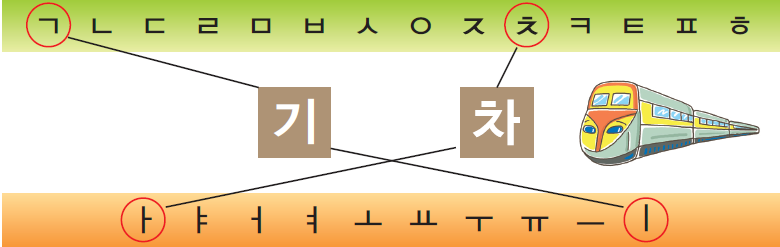 ㄱ ㄴ ㄷ ㄹ ㅁ ㅂ ㅅ ㅇ ㅈ ㅊ ㅋ ㅌ ㅍ ㅎ
기 차
ㅏ ㅑ ㅓ ㅕ ㅗ ㅛ ㅜ ㅠ ㅡ ㅣ